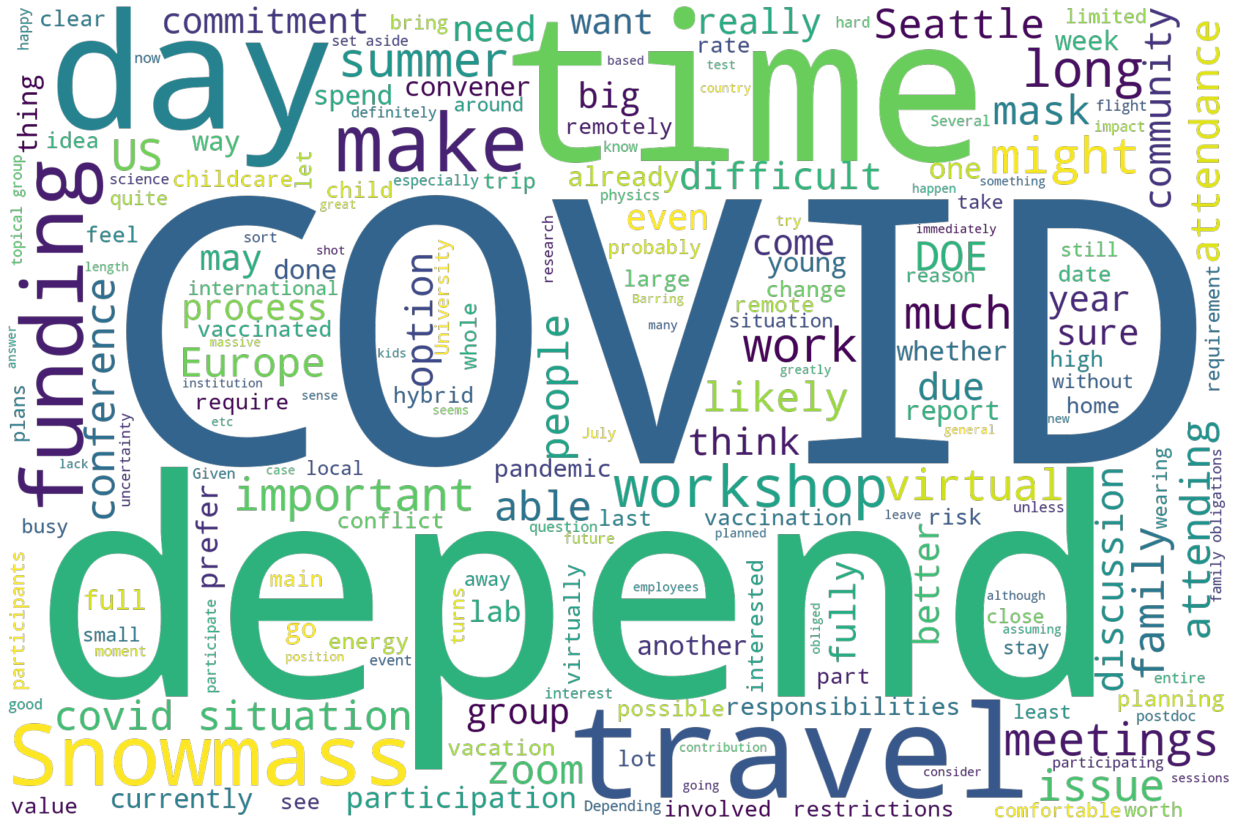 happy
clear
commitment
bring
need
want
really
hard
Seattle
limited
day
now
set aside
summer
time
based
rate
test
country
long
week
community
attendance
thing
spend
convener
around
definitely
big
remotely
know
Several
mask
flight
impact
idea
US
way
let
make
already
difficult
one
might
topical group
science
childcare
child
especially
trip
physics
happen
something
quite
great
even
take
funding
feel
sort
shot
COVID
research
probably
try
come
immediately
DOE
still
length
may
done
option
University
large
young
reason
date
conference
international
process
vaccinated
massive
Barring
remote
change
situation
much
year
requirement
answer
Europe
kids
whole
many
work
whether
sure
high
institution
sense
hybrid
seems
people
greatly
due
without
plans
require
etc
July
likely
report
home
new
general
think
lack
uncertainty
Given
case
local
pandemic
workshop
virtual
unless
important
able
last
vaccination
leave
risk
discussion
wearing
attending
family obligations
busy
conflict
question
future
planned
prefer
depend
participants
full
main
away
employees
although
small
go
turns
lab
virtually
interested
obliged
fully
better
close
family
moment
participate
position
energy
event
another
assuming
stay
interest
part
entire
good
covid situation
group
possible
responsibilities
least
planning
postdoc
Snowmass
vacation
zoom
lot
contribution
travel
consider
meetings
participating
sessions
issue
value
currently
see
participation
Depending
going
involved
restrictions
comfortable
worth